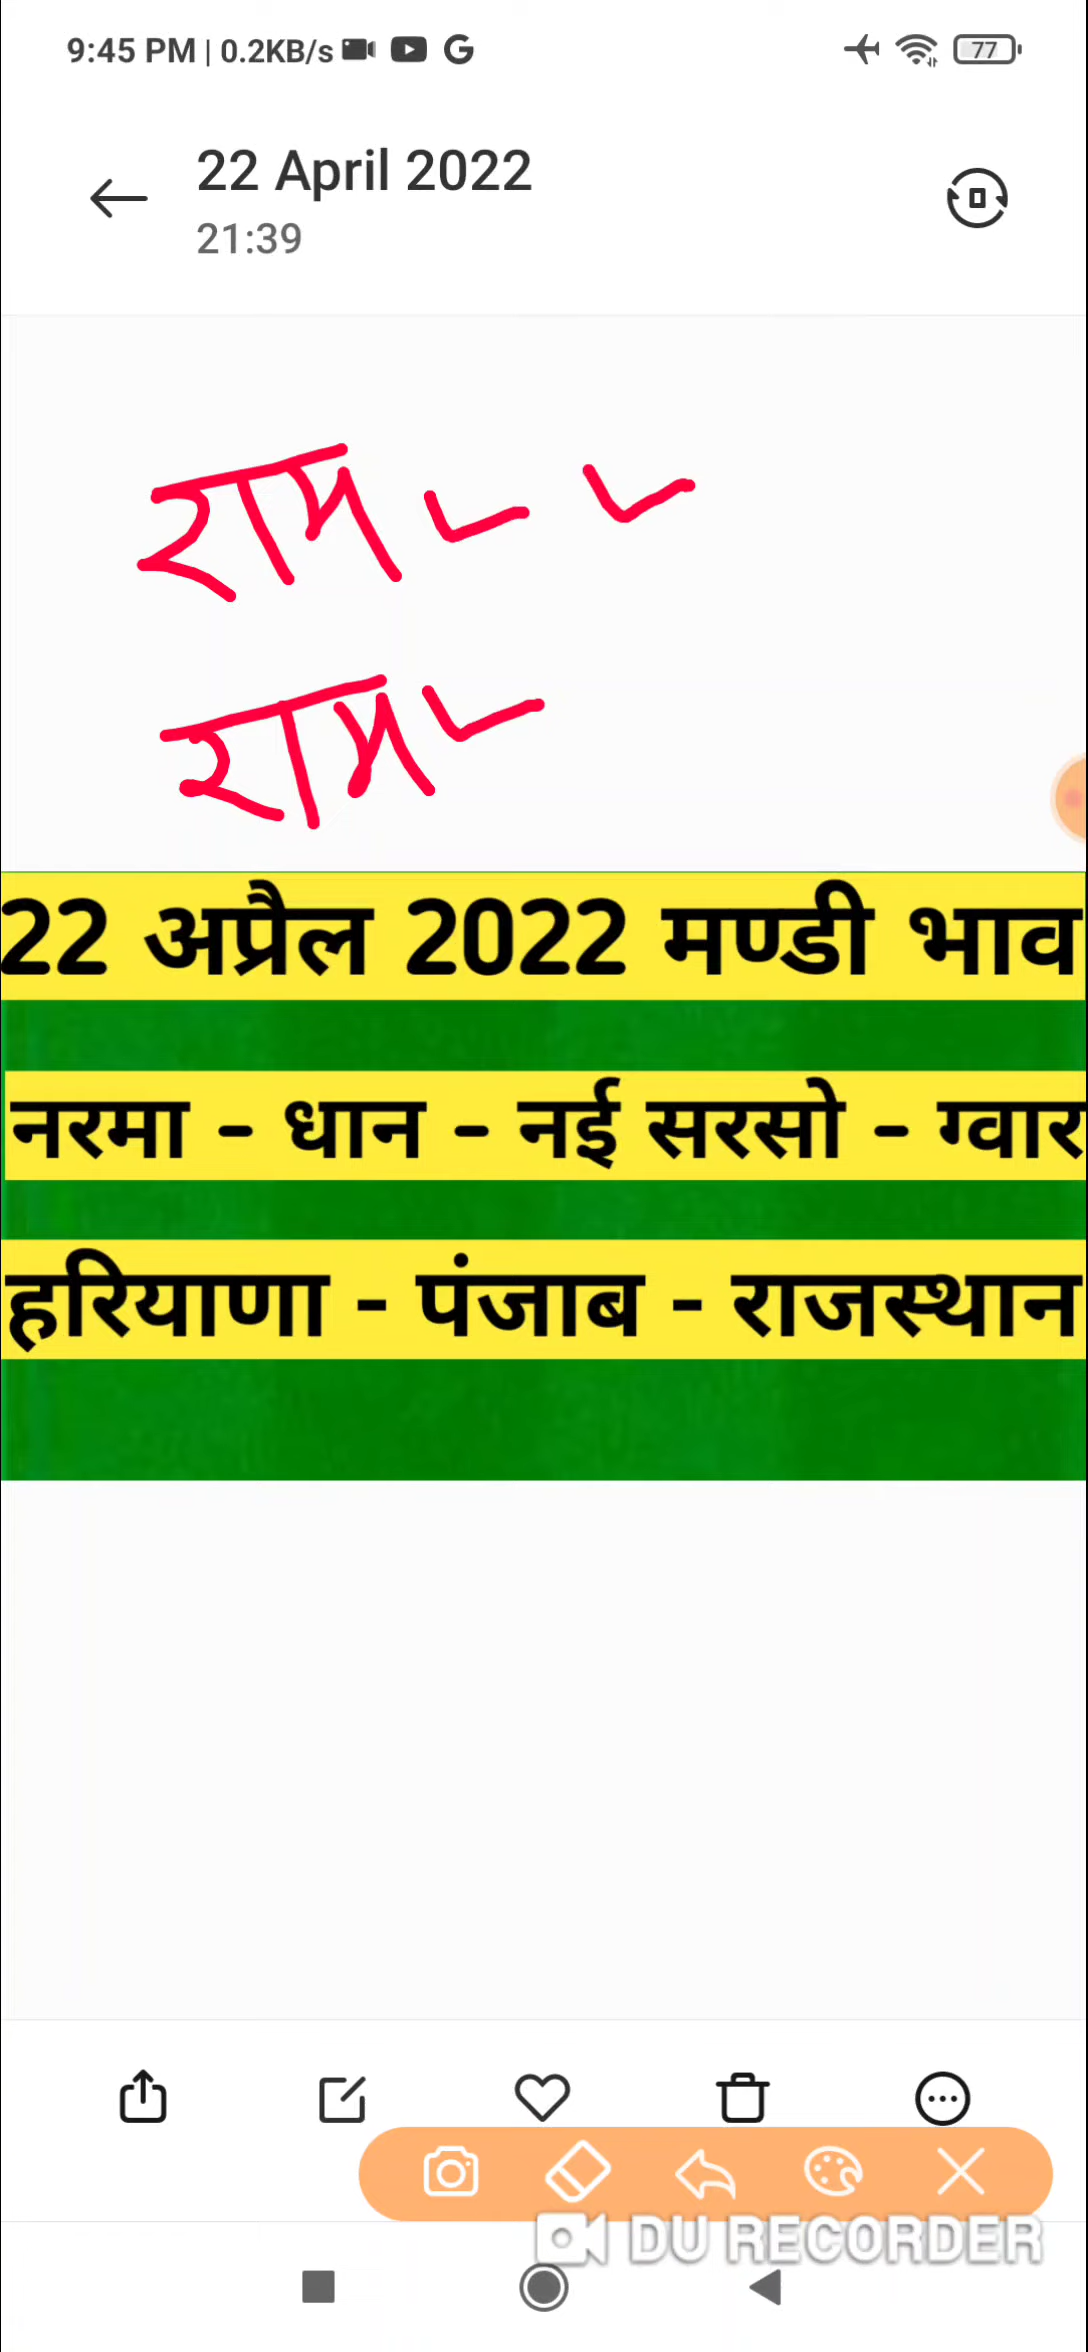 9:45 PM | 0.2KB/s
77
22 April 2022
21:39
राम
राम
22 अप्रैल 2022 मण्डी भाव
नरमा - धान - नई सरसो - ग्वार
हरियाणा - पंजाब - राजस्थान
DU RECORDER